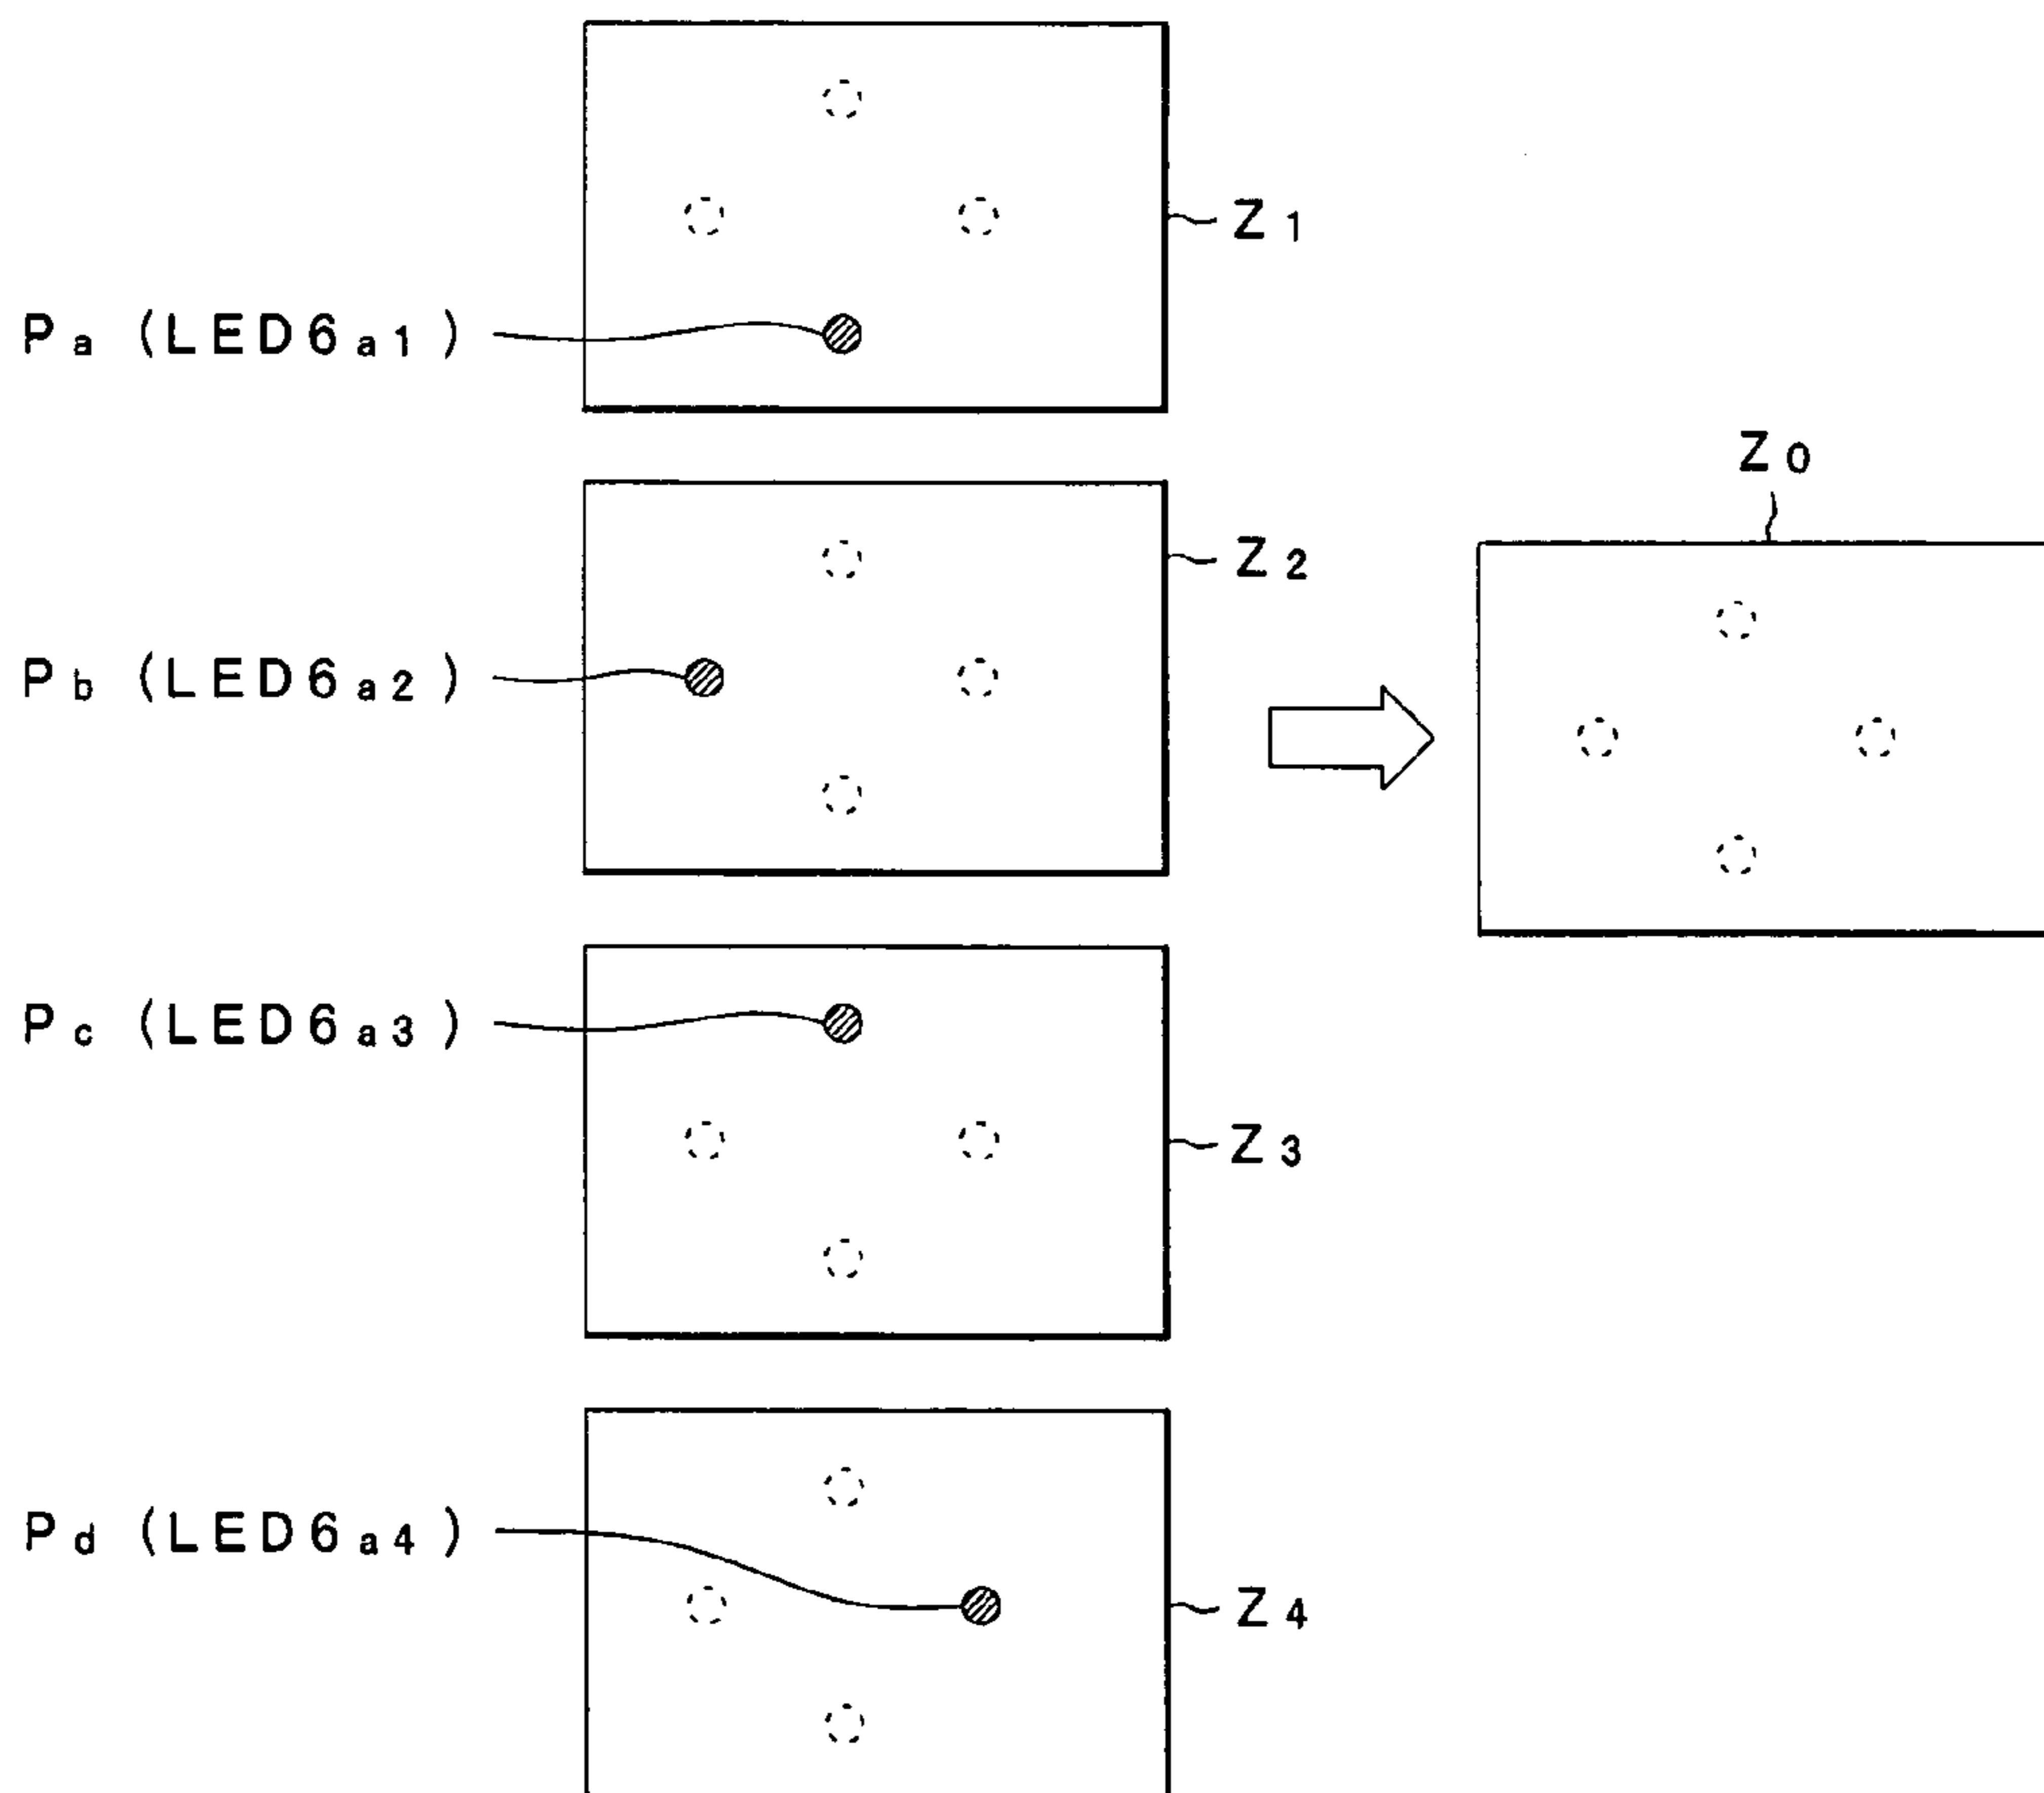 Z1
Pa (LED6a1)
Z0
Z2
Pb (LED6a2)
Pc (LED6a3)
Z3
Pd (LED6a4)
Z4